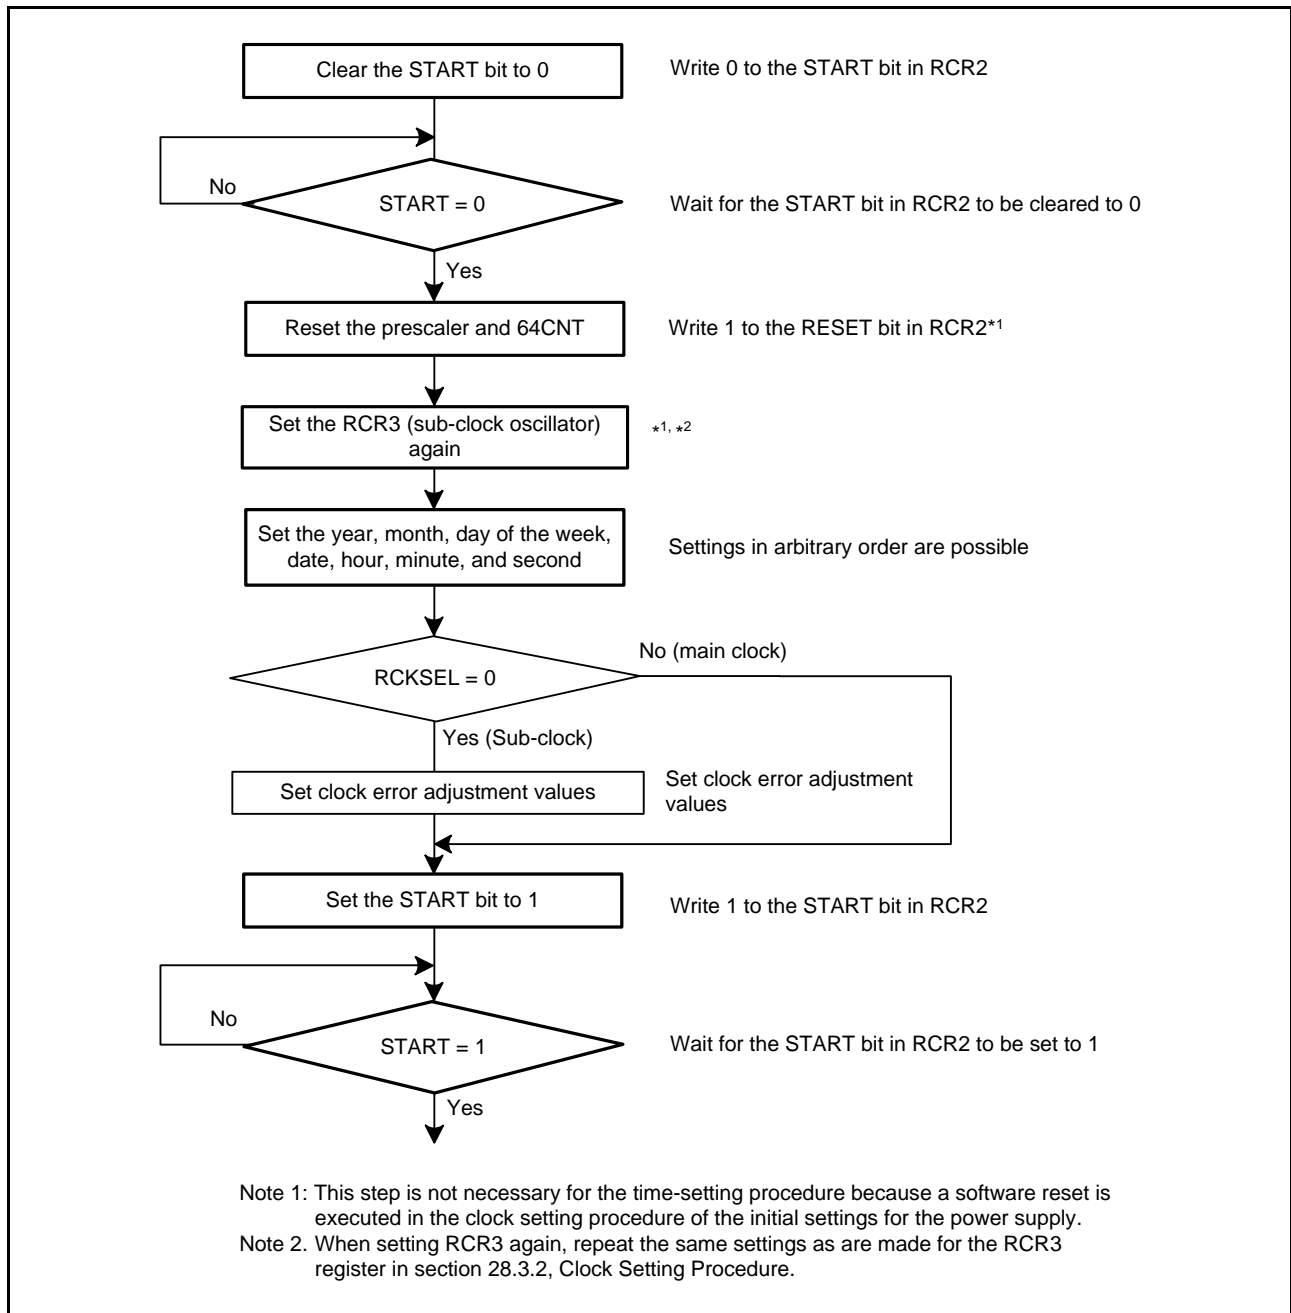 Clear the START bit to 0
Write 0 to the START bit in RCR2
No
START = 0
Wait for the START bit in RCR2 to be cleared to 0
Yes
Reset the prescaler and 64CNT
Write 1 to the RESET bit in RCR2*1
Set the RCR3 (sub-clock oscillator)
again
*1, *2
Set the year, month, day of the week,
date, hour, minute, and second
Settings in arbitrary order are possible
No (main clock)
RCKSEL = 0
Yes (Sub-clock)
Set clock error adjustment values
Set clock error adjustment
values
Set the START bit to 1
Write 1 to the START bit in RCR2
No
START = 1
Wait for the START bit in RCR2 to be set to 1
Yes
Note 1: This step is not necessary for the time-setting procedure because a software reset is
executed in the clock setting procedure of the initial settings for the power supply.
Note 2. When setting RCR3 again, repeat the same settings as are made for the RCR3
register in section 28.3.2, Clock Setting Procedure.